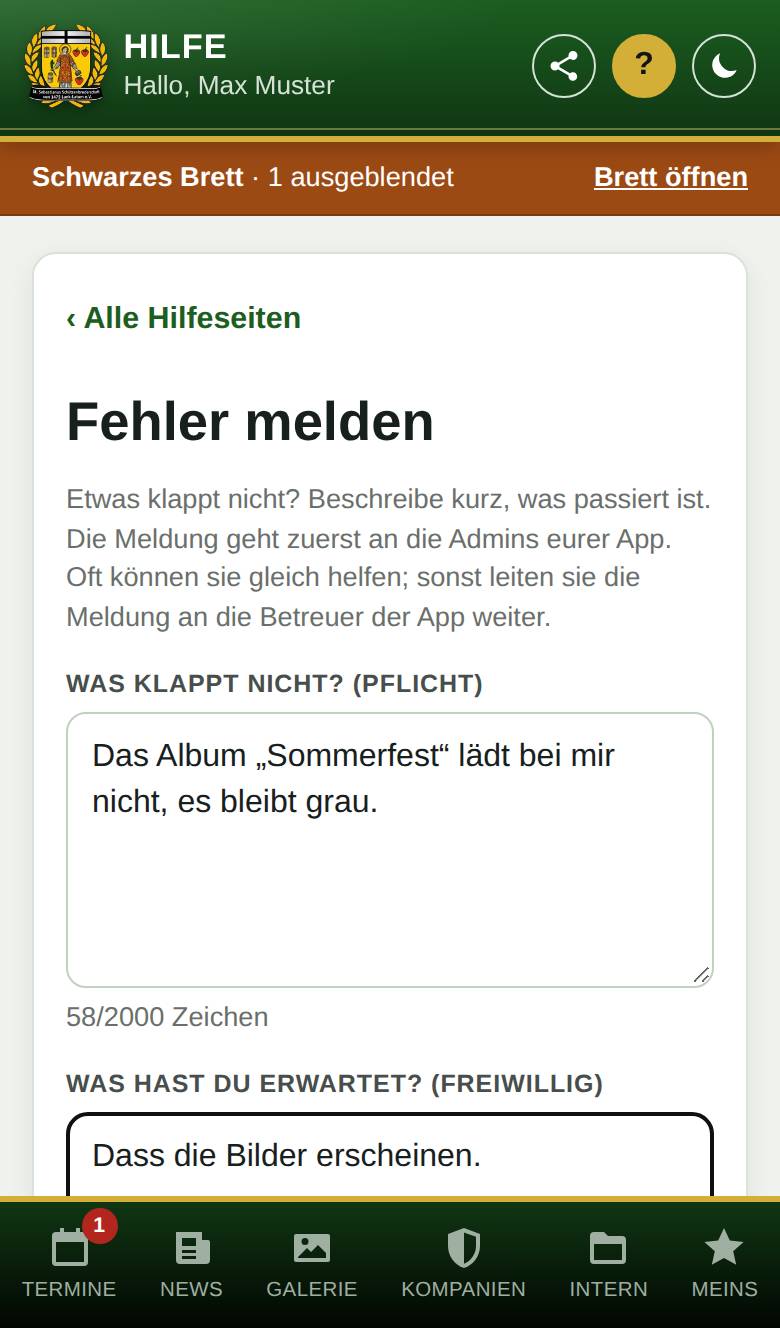 HILFE
Hallo, Max Muster
?
Schwarzes Brett · 1 ausgeblendet
Brett öffnen
‹ Alle Hilfeseiten
Fehler melden
Etwas klappt nicht? Beschreibe kurz, was passiert ist.
Die Meldung geht zuerst an die Admins eurer App.
Oft können sie gleich helfen; sonst leiten sie die
Meldung an die Betreuer der App weiter.
WAS KLAPPT NICHT? (PFLICHT)
Das Album „Sommerfest“ lädt bei mir
nicht, es bleibt grau.
58/2000 Zeichen
WAS HAST DU ERWARTET? (FREIWILLIG)
Dass die Bilder erscheinen.
1
TERMINE
NEWS
GALERIE
KOMPANIEN
INTERN
MEINS